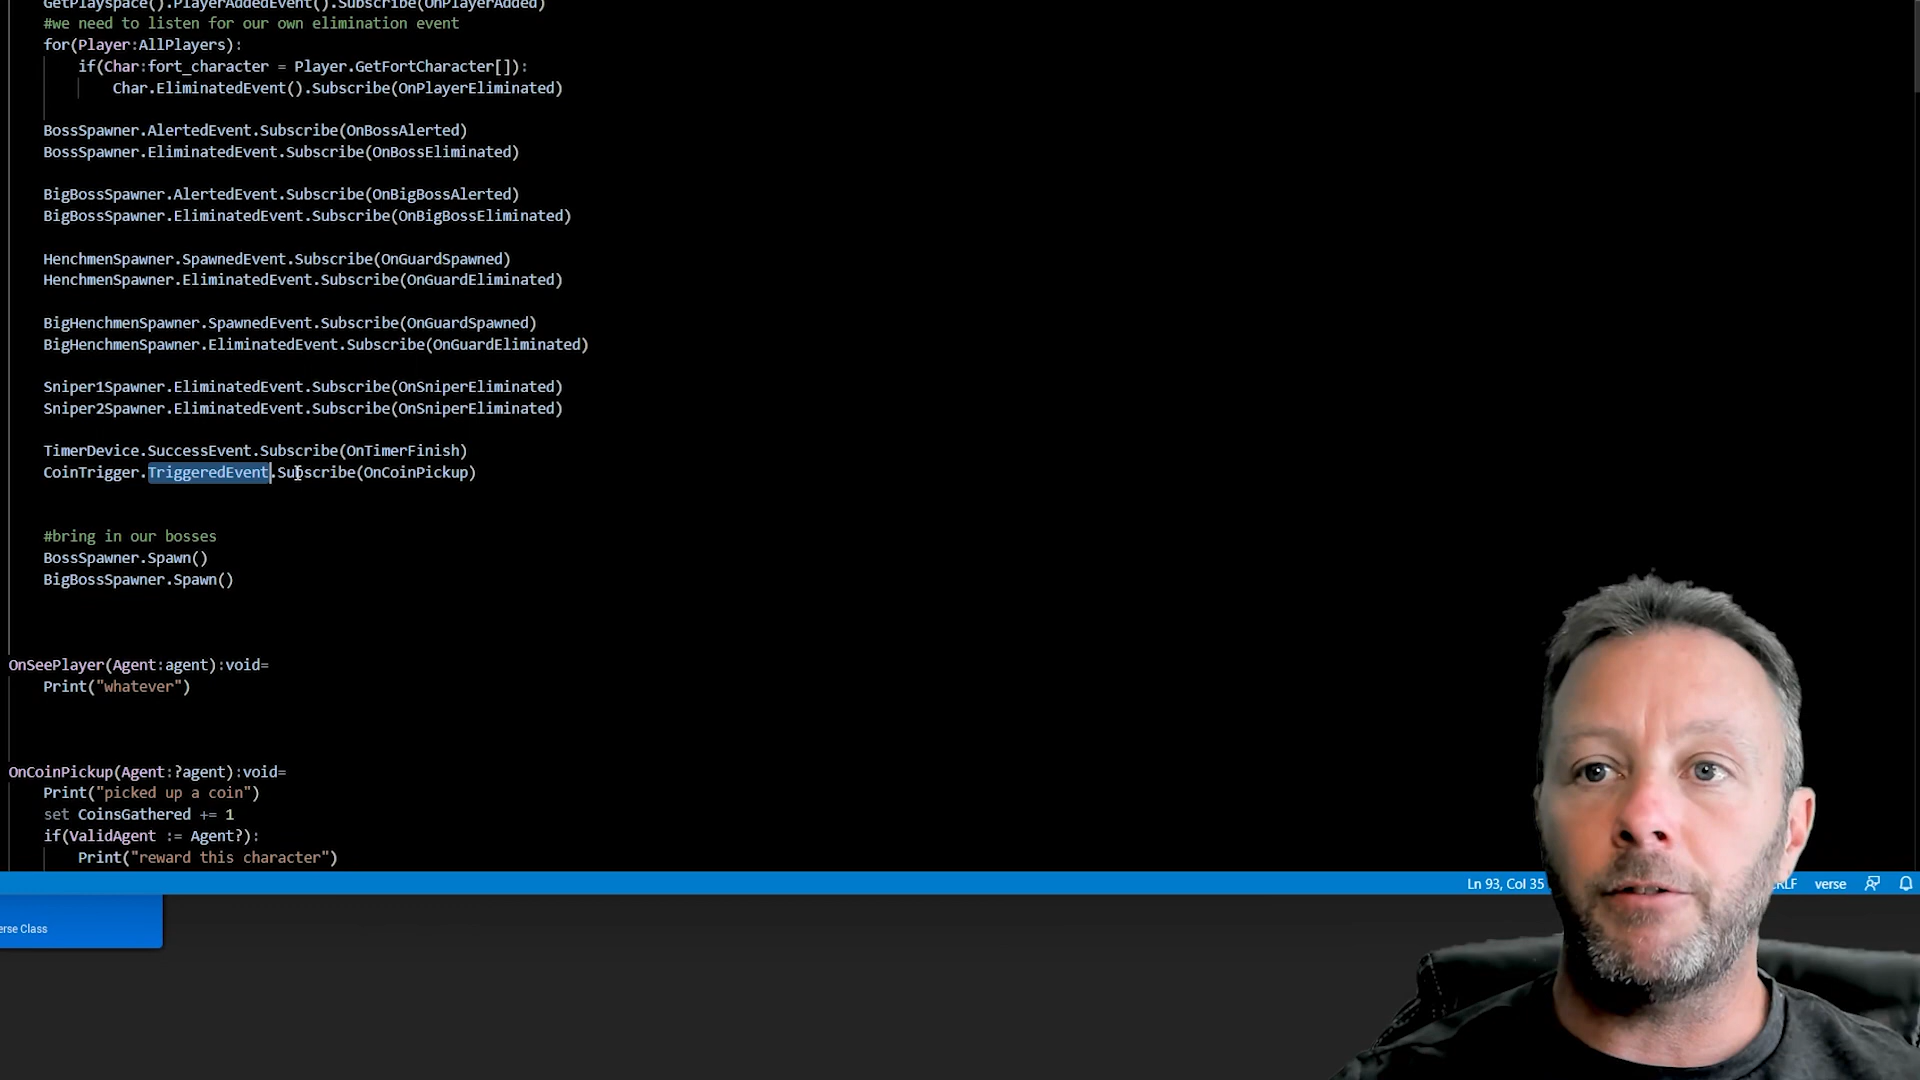 GetPlayspace().PlayerAddedEvent().Subscribe(OnPlayerAdded)
#we need to listen for our own elimination event
for(Player:AllPlayers):
if(Char:fort_character = Player.GetFortCharacter[]):
Char.EliminatedEvent().Subscribe(OnPlayerEliminated)
BossSpawner.AlertedEvent.Subscribe(OnBossAlerted)
BossSpawner.EliminatedEvent.Subscribe(OnBossEliminated)
BigBossSpawner.AlertedEvent.Subscribe(OnBigBossAlerted)
BigBossSpawner.EliminatedEvent.Subscribe(OnBigBossEliminated)
HenchmenSpawner.SpawnedEvent.Subscribe(OnGuardSpawned)
HenchmenSpawner.EliminatedEvent.Subscribe(OnGuardEliminated)
BigHenchmenSpawner.SpawnedEvent.Subscribe(OnGuardSpawned)
BigHenchmenSpawner.EliminatedEvent.Subscribe(OnGuardEliminated)
Sniper1Spawner.EliminatedEvent.Subscribe(OnSniperEliminated)
Sniper2Spawner.EliminatedEvent.Subscribe(OnSniperEliminated)
TimerDevice.SuccessEvent.Subscribe(OnTimerFinish)
CoinTrigger.TriggeredEvent.Subscribe(OnCoinPickup)
#bring in our bosses
BossSpawner.Spawn()
BigBossSpawner.Spawn()
OnSeePlayer(Agent:agent):void=
Print("whatever")
OnCoinPickup(Agent:?agent):void=
Print("picked up a coin")
set CoinsGathered += 1
if(ValidAgent := Agent?):
Print("reward this character")
Ln 93, Col 35 CRLF verse
erse Class